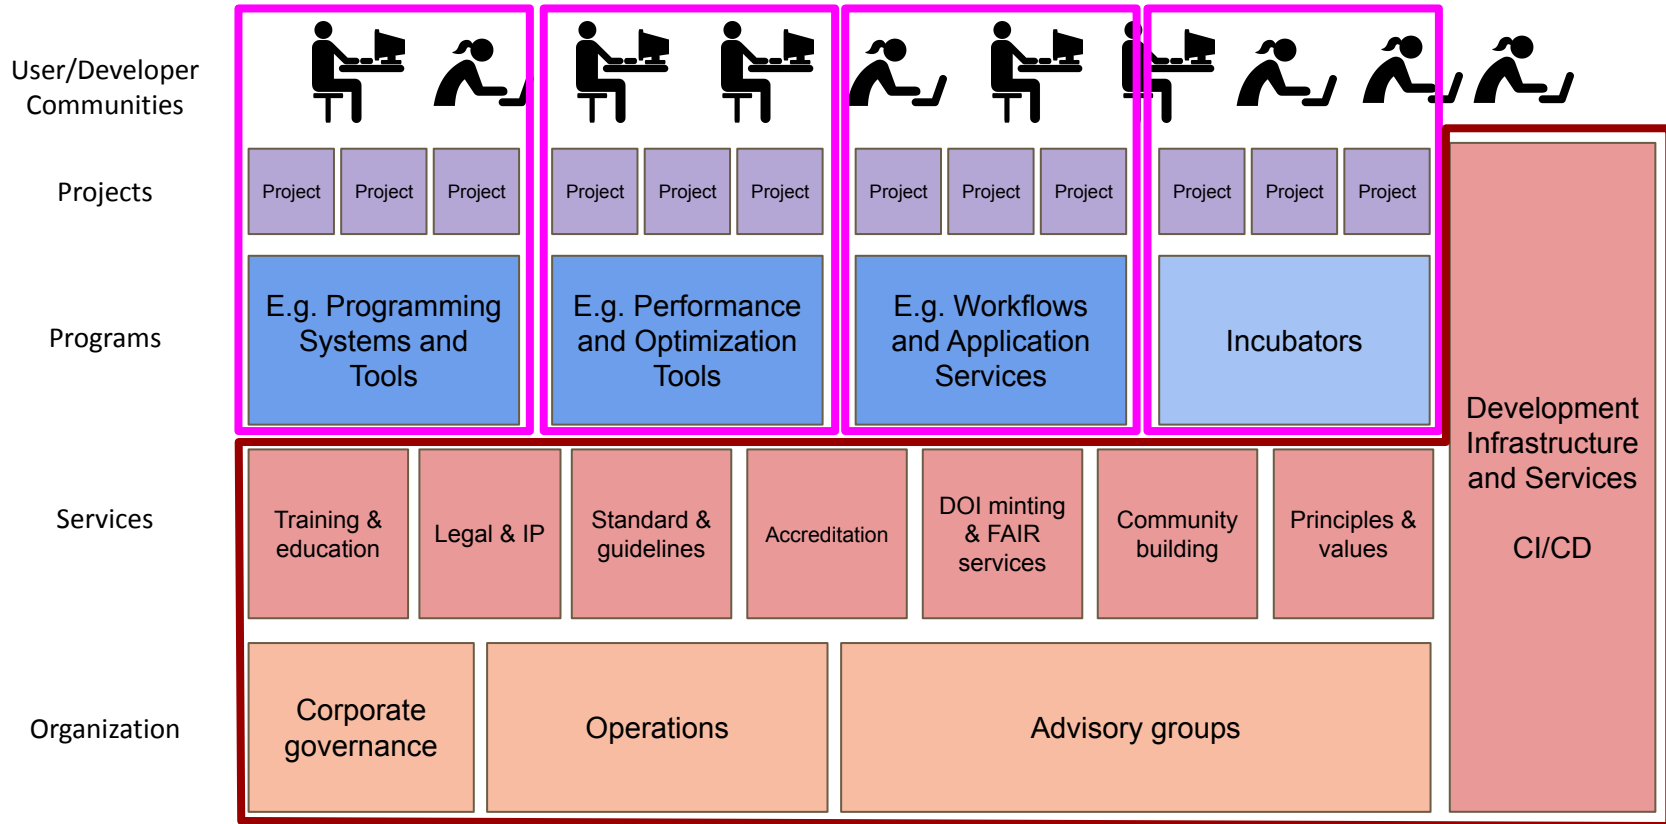 User/Developer
Communities
Projects
Project
Project
Project
Project
Project
Project
Project
Project
Project
Project
Project
Project
Programs
E.g. Programming
Systems and
Tools
E.g. Performance
and Optimization
Tools
E.g. Workflows
and Application
Services
Incubators
Development
Infrastructure
and Services
CI/CD
Services
Training &
education
Legal & IP
Standard &
guidelines
Accreditation
DOI minting
& FAIR
services
Community
building
Principles &
values
Organization
Corporate
governance
Operations
Advisory groups